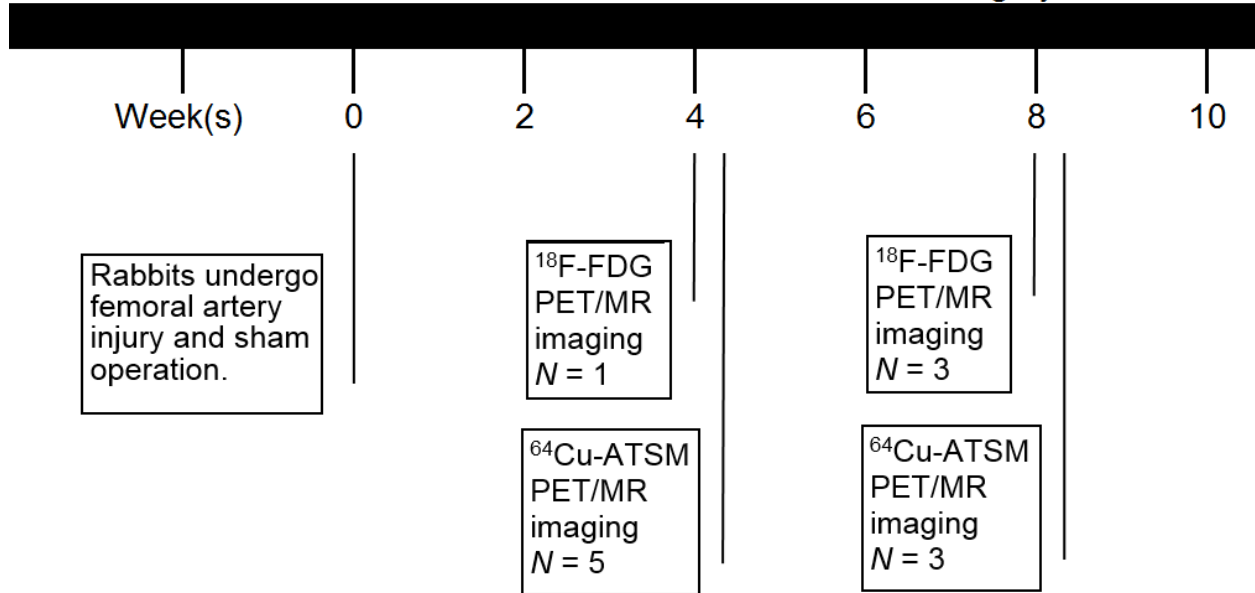 Week(s) 0 2 4 6 8 10
Rabbits undergo
femoral artery
injury and sham
operation.
18F-FDG
PET/MR
imaging
N = 1
64Cu-ATSM
PET/MR
imaging
N = 5
18F-FDG
PET/MR
imaging
N = 3
64Cu-ATSM
PET/MR
imaging
N = 3